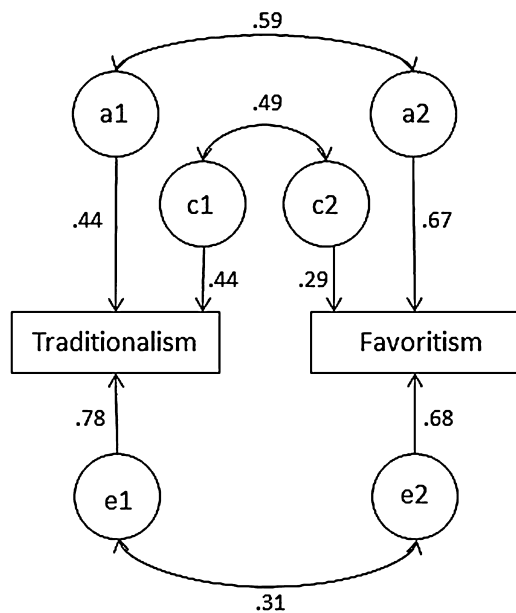 .59
a1
a2
.49
c1
c2
.44
.67
.44
.29
Traditionalism
Favoritism
.78
.68
e1
e2
.31